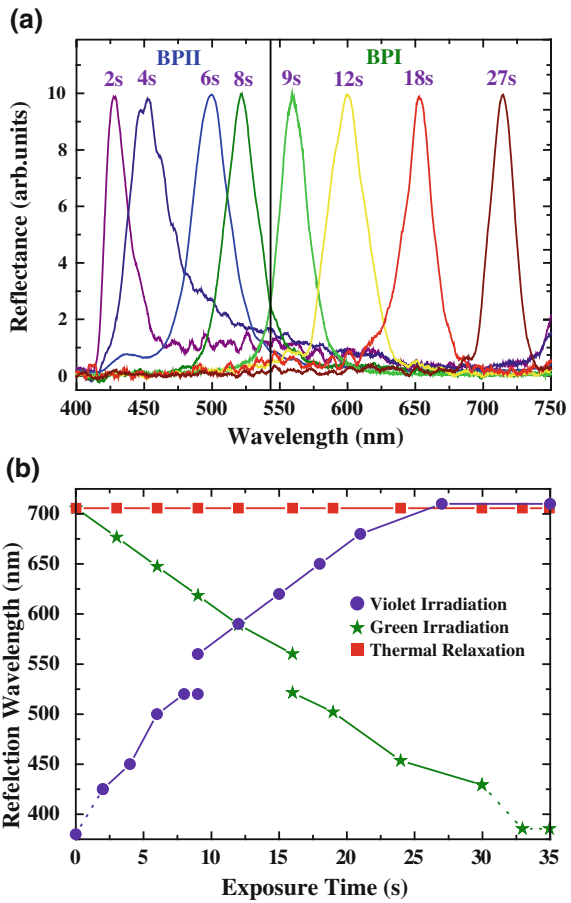 (a)
BPII BPI
2s 4s 6s 8s 9s 12s 18s 27s
Reflectance (arb.units)
10
8
6
4
2
0
400 450 500 550 600 650 700 750
Wavelength (nm)
(b)
Refelction Wavelength (nm)
700
650
600
550
500
450
400
Violet Irradiation
Green Irradiation
Thermal Relaxation
0 5 10 15 20 25 30 35
Exposure Time (s)